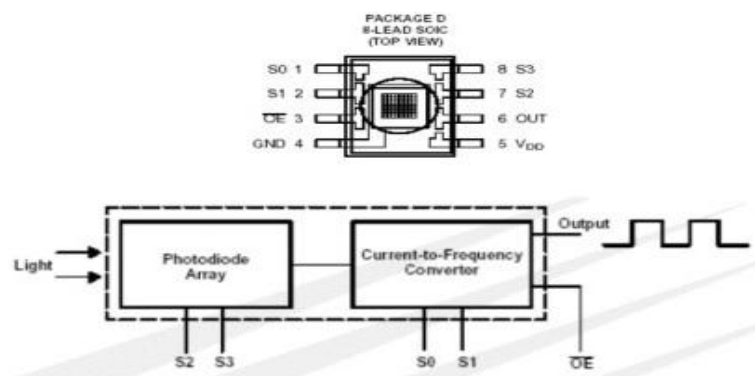 PACKAGE D
8-LEAD SOIC
(TOP VIEW)
S0 1
8 S3
S1 2
7 S2
OE 3
6 OUT
GND 4
5 VDD
Light
Photodiode
Array
Current-to-Frequency
Converter
Output
S2
S3
S0
S1
OE